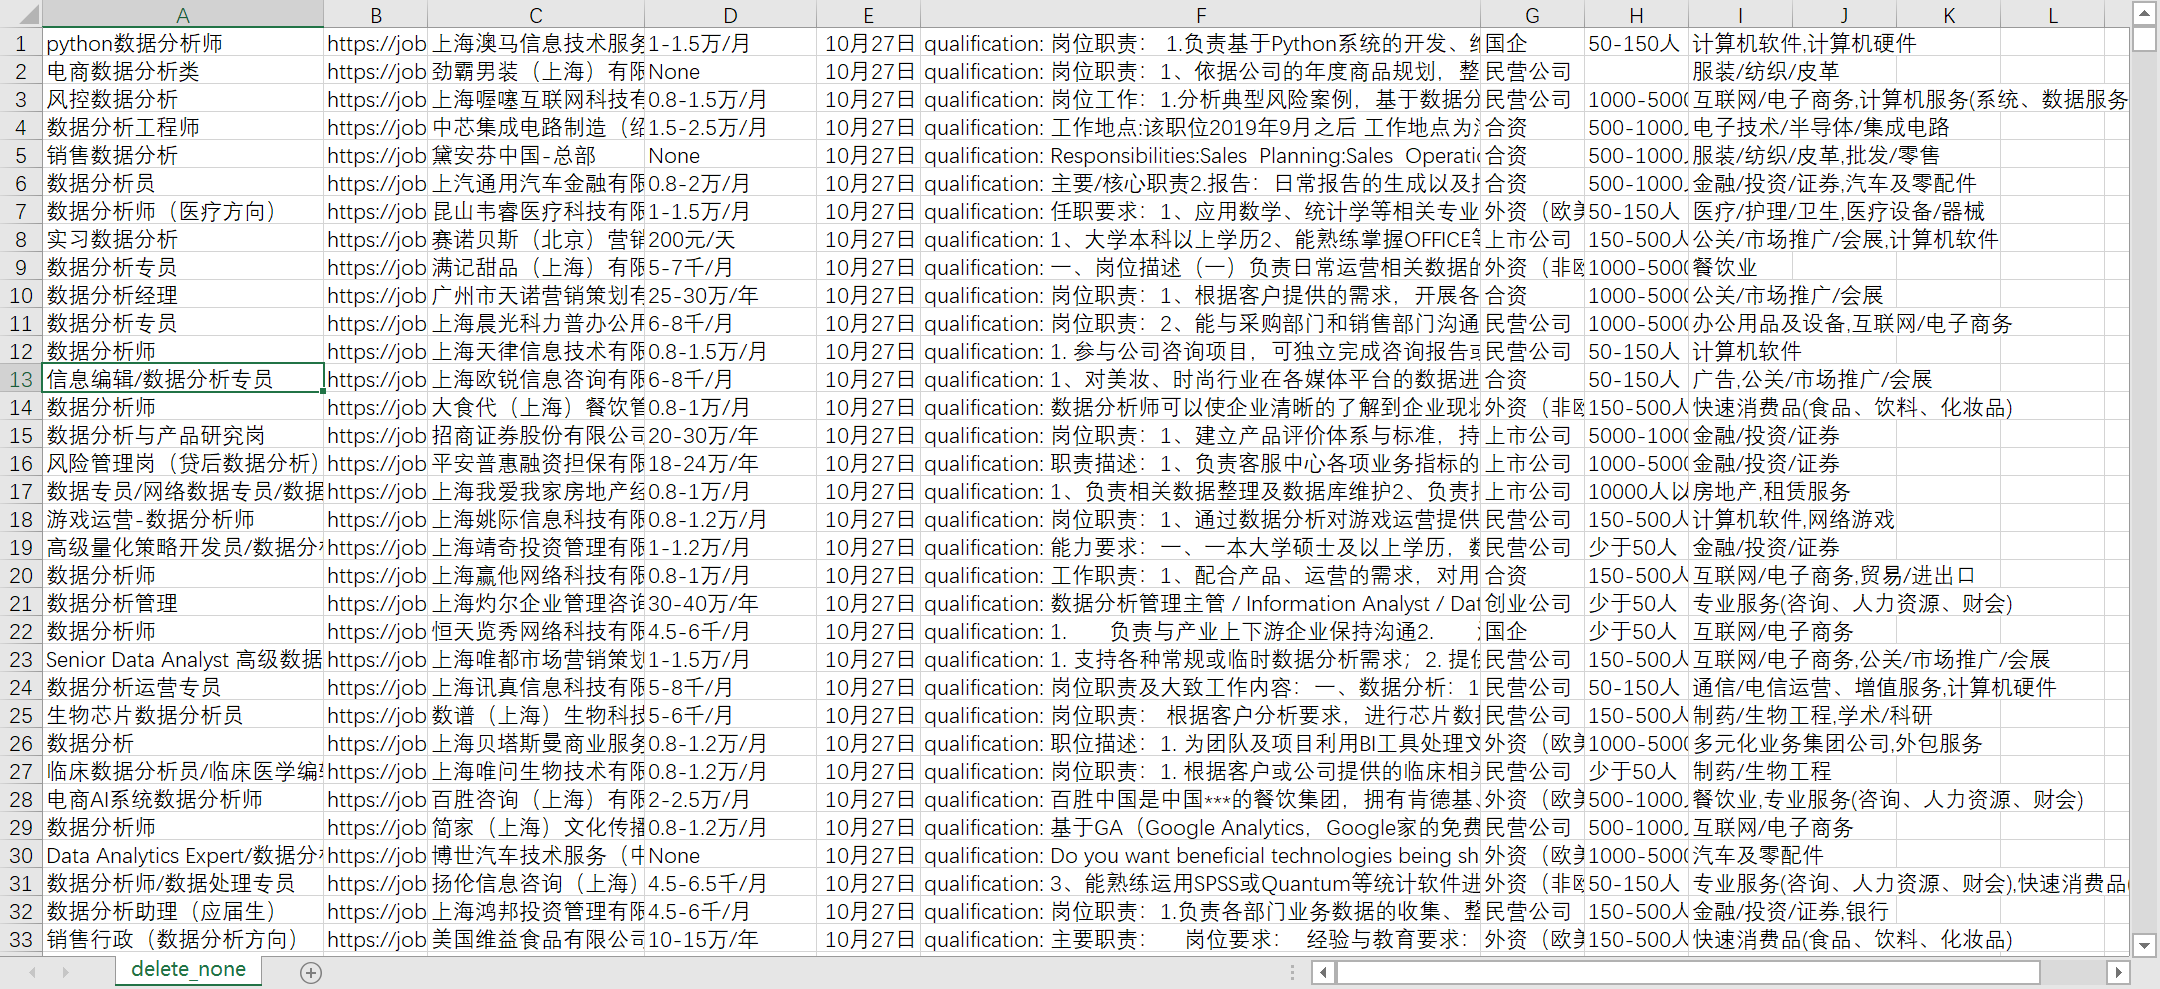 A B C D E F G H I J K L
1 python数据分析师 https://job 上海澳马信息技术服务 1-1.5万/月 10月27日 qualification: 岗位职责： 1.负责基于Python系统的开发、 国企 50-150人 计算机软件,计算机硬件
2 电商数据分析类 https://job 劲霸男装（上海）有限 None 10月27日 qualification: 岗位职责：1、依据公司的年度商品规划，整 民营公司 服装/纺织/皮革
3 风控数据分析 https://job 上海喔噻互联网科技有 0.8-1.5万/月 10月27日 qualification: 岗位工作：1.分析典型风险案例，基于数据分 民营公司 1000-5000 互联网/电子商务,计算机服务(系统、数据服务
4 数据分析工程师 https://job 中芯集成电路制造（绍 1.5-2.5万/月 10月27日 qualification: 工作地点:该职位2019年9月之后 工作地点为 合资 500-1000 电子技术/半导体/集成电路
5 销售数据分析 https://job 黛安芬中国-总部 None 10月27日 qualification: Responsibilities:Sales Planning:Sales Operati 合资 500-1000 服装/纺织/皮革,批发/零售
6 数据分析员 https://job 上汽通用汽车金融有限 0.8-2万/月 10月27日 qualification: 主要/核心职责2.报告：日常报告的生成以及 合资 500-1000 金融/投资/证券,汽车及零配件
7 数据分析师（医疗方向） https://job 昆山韦睿医疗科技有限 1-1.5万/月 10月27日 qualification: 任职要求：1、应用数学、统计学等相关专业 外资（欧美 50-150人 医疗/护理/卫生,医疗设备/器械
8 实习数据分析 https://job 赛诺贝斯（北京）营销 200元/天 10月27日 qualification: 1、大学本科以上学历2、能熟练掌握OFFICE等 上市公司 150-500人 公关/市场推广/会展,计算机软件
9 数据分析专员 https://job 满记甜品（上海）有限 5-7千/月 10月27日 qualification: 一、岗位描述（一）负责日常运营相关数据的 外资（非欧 1000-5000 餐饮业
10 数据分析经理 https://job 广州市天诺营销策划有 25-30万/年 10月27日 qualification: 岗位职责：1、根据客户提供的需求，开展各 合资 1000-5000 公关/市场推广/会展
11 数据分析专员 https://job 上海晨光科力普办公用 6-8千/月 10月27日 qualification: 岗位职责：2、能与采购部门和销售部门沟通 民营公司 1000-5000 办公用品及设备,互联网/电子商务
12 数据分析师 https://job 上海天律信息技术有限 0.8-1.5万/月 10月27日 qualification: 1. 参与公司咨询项目，可独立完成咨询报告或 民营公司 50-150人 计算机软件
13 信息编辑/数据分析专员 https://job 上海欧锐信息咨询有限 6-8千/月 10月27日 qualification: 1、对美妆、时尚行业在各媒体平台的数据进 合资 50-150人 广告,公关/市场推广/会展
14 数据分析师 https://job 大食代（上海）餐饮管 0.8-1万/月 10月27日 qualification: 数据分析师可以使企业清晰的了解到企业现状 外资（非欧 150-500人 快速消费品(食品、饮料、化妆品)
15 数据分析与产品研究岗 https://job 招商证券股份有限公司 20-30万/年 10月27日 qualification: 岗位职责：1、建立产品评价体系与标准，持 上市公司 5000-1000 金融/投资/证券
16 风险管理岗（贷后数据分析） https://job 平安普惠融资担保有限 18-24万/年 10月27日 qualification: 职责描述：1、负责客服中心各项业务指标的 上市公司 1000-5000 金融/投资/证券
17 数据专员/网络数据专员/数据 https://job 上海我爱我家房地产经 0.8-1万/月 10月27日 qualification: 1、负责相关数据整理及数据库维护2、负责 上市公司 10000人以 房地产,租赁服务
18 游戏运营-数据分析师 https://job 上海姚际信息科技有限 0.8-1.2万/月 10月27日 qualification: 岗位职责：1、通过数据分析对游戏运营提供 民营公司 150-500人 计算机软件,网络游戏
19 高级量化策略开发员/数据分 https://job 上海靖奇投资管理有限 1-1.2万/月 10月27日 qualification: 能力要求：一、一本大学硕士及以上学历，数 民营公司 少于50人 金融/投资/证券
20 数据分析师 https://job 上海赢他网络科技有限 0.8-1万/月 10月27日 qualification: 工作职责：1、配合产品、运营的需求，对用 合资 150-500人 互联网/电子商务,贸易/进出口
21 数据分析管理 https://job 上海灼尔企业管理咨询 30-40万/年 10月27日 qualification: 数据分析管理主管 / Information Analyst / Dat 创业公司 少于50人 专业服务(咨询、人力资源、财会)
22 数据分析师 https://job 恒天览秀网络科技有限 4.5-6千/月 10月27日 qualification: 1. 负责与产业上下游企业保持沟通2. 国企 少于50人 互联网/电子商务
23 Senior Data Analyst 高级数据 https://job 上海唯都市场营销策划 1-1.5万/月 10月27日 qualification: 1. 支持各种常规或临时数据分析需求；2. 提供 民营公司 150-500人 互联网/电子商务,公关/市场推广/会展
24 数据分析运营专员 https://job 上海讯真信息科技有限 5-8千/月 10月27日 qualification: 岗位职责及大致工作内容：一、数据分析：1 民营公司 50-150人 通信/电信运营、增值服务,计算机硬件
25 生物芯片数据分析员 https://job 数谱（上海）生物科技 5-6千/月 10月27日 qualification: 岗位职责： 根据客户分析要求，进行芯片数据 民营公司 150-500人 制药/生物工程,学术/科研
26 数据分析 https://job 上海贝塔斯曼商业服务 0.8-1.2万/月 10月27日 qualification: 职位描述：1. 为团队及项目利用BI工具处理文 外资（欧美 1000-5000 多元化业务集团公司,外包服务
27 临床数据分析员/临床医学编辑 https://job 上海唯问生物技术有限 0.8-1.2万/月 10月27日 qualification: 岗位职责：1. 根据客户或公司提供的临床相关 民营公司 少于50人 制药/生物工程
28 电商AI系统数据分析师 https://job 百胜咨询（上海）有限 2-2.5万/月 10月27日 qualification: 百胜中国是中国***的餐饮集团，拥有肯德基、 外资（欧美 500-1000 餐饮业,专业服务(咨询、人力资源、财会)
29 数据分析师 https://job 简家（上海）文化传播 0.8-1.2万/月 10月27日 qualification: 基于GA（Google Analytics，Google家的免费 民营公司 500-1000 互联网/电子商务
30 Data Analytics Expert/数据分 https://job 博世汽车技术服务（中 None 10月27日 qualification: Do you want beneficial technologies being sh 外资（欧美 1000-5000 汽车及零配件
31 数据分析师/数据处理专员 https://job 扬伦信息咨询（上海） 4.5-6.5千/月 10月27日 qualification: 3、能熟练运用SPSS或Quantum等统计软件进 外资（非欧 50-150人 专业服务(咨询、人力资源、财会),快速消费品(
32 数据分析助理（应届生） https://job 上海鸿邦投资管理有限 4.5-6千/月 10月27日 qualification: 岗位职责：1.负责各部门业务数据的收集、整 民营公司 150-500人 金融/投资/证券,银行
33 销售行政（数据分析方向） https://job 美国维益食品有限公司 10-15万/年 10月27日 qualification: 主要职责： 岗位要求： 经验与教育要求： 外资（欧美 150-500人 快速消费品(食品、饮料、化妆品)
delete_none